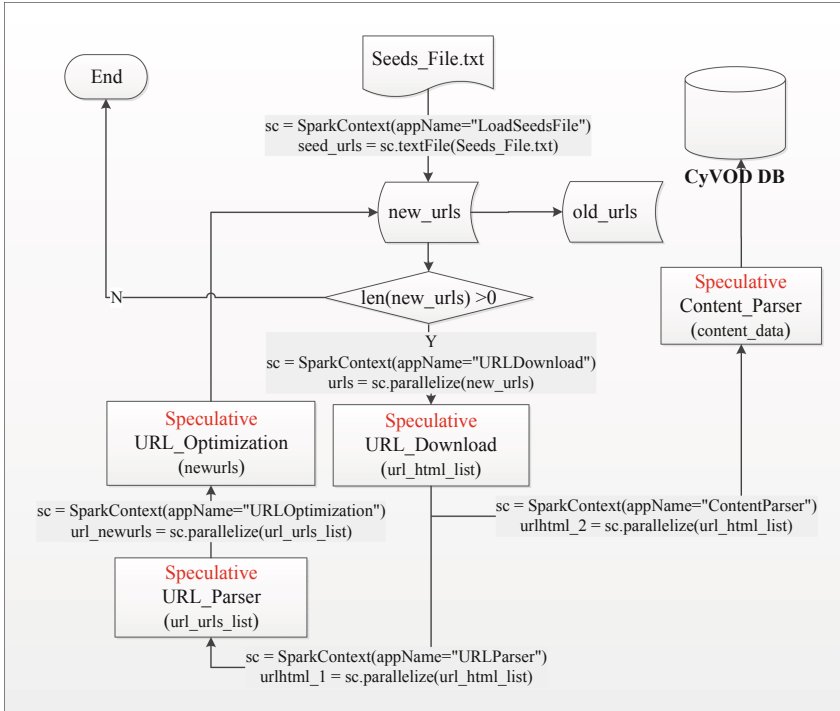 Seeds_File.txt
End
sc = SparkContext(appName="LoadSeedsFile")
seed_urls = sc.textFile(Seeds_File.txt)
CyVOD DB
new_urls
old_urls
N
len(new_urls) >0
Speculative
Content_Parser
(content_data)
Y
sc = SparkContext(appName="URLDownload")
urls = sc.parallelize(new_urls)
Speculative
URL_Optimization
(newurls)
Speculative
URL_Download
(url_html_list)
sc = SparkContext(appName="URLOptimization")
url_newurls = sc.parallelize(url_urls_list)
sc = SparkContext(appName="ContentParser")
urlhtml_2 = sc.parallelize(url_html_list)
Speculative
URL_Parser
(url_urls_list)
sc = SparkContext(appName="URLParser")
urlhtml_1 = sc.parallelize(url_html_list)